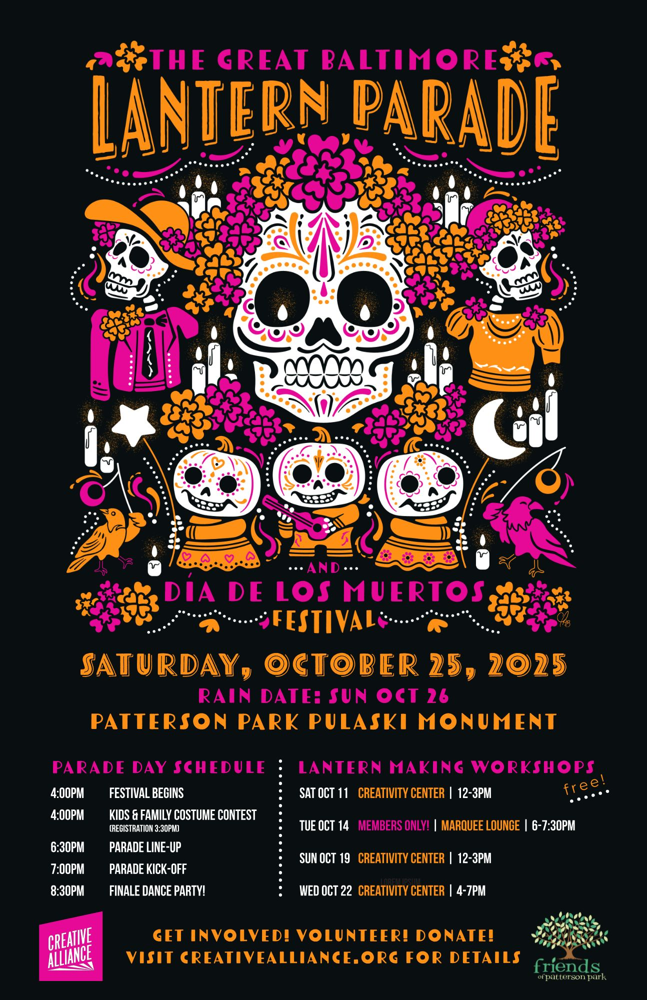 THE GREAT BALTIMORE
LANTERN PARADE
AND
DÍA DE LOS MUERTOS
FESTIVAL
SATURDAY, OCTOBER 25, 2025
RAIN DATE: SUN OCT 26
PATTERSON PARK PULASKI MONUMENT
PARADE DAY SCHEDULE
4:00PM FESTIVAL BEGINS
4:00PM KIDS & FAMILY COSTUME CONTEST
(REGISTRATION 3:30PM)
6:30PM PARADE LINE-UP
7:00PM PARADE KICK-OFF
8:30PM FINALE DANCE PARTY!
LANTERN MAKING WORKSHOPS
free!
SAT OCT 11 CREATIVITY CENTER | 12-3PM
TUE OCT 14 MEMBERS ONLY! | MARQUEE LOUNGE | 6-7:30PM
SUN OCT 19 CREATIVITY CENTER | 12-3PM
LOREM IPSUM
WED OCT 22 CREATIVITY CENTER | 4-7PM
CREATIVE
ALLIANCE
GET INVOLVED! VOLUNTEER! DONATE!
VISIT CREATIVEALLIANCE.ORG FOR DETAILS
friends
of patterson park